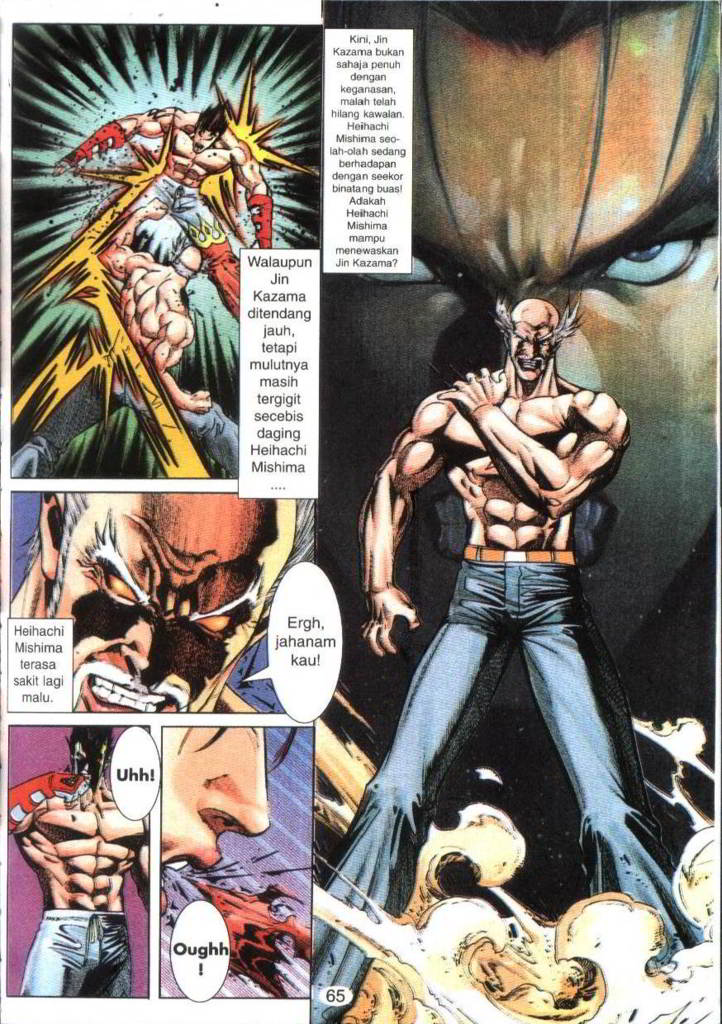 Walaupun
Jin
Kazama
ditendang
jauh,
tetapi
mulutnya
masih
tergigit
secebis
daging
Heihachi
Mishima
....
Kini, Jin
Kazama bukan
sahaja penuh
dengan
keganasan,
malah telah
hilang kawalan.
Heihachi
Mishima seo-
lah-olah sedang
berhadapan
dengan seekor
binatang buas!
Adakah
Heihachi
Mishima
mampu
menewaskan
Jin Kazama?
Heihachi
Mishima
terasa
sakit lagi
malu.
Ergh,
jahanam
kau!
Uhh!
Oughh
!
65